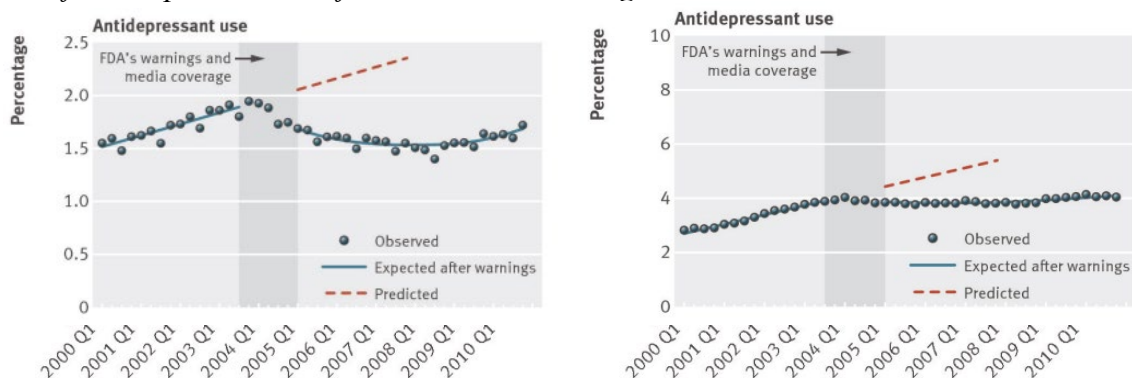 Antidepressant use
Percentage
2.5
2.0
1.5
1.0
0.5
0
FDA's warnings and
media coverage
Observed
Expected after warnings
Predicted
2000 Q1
2001 Q1
2002 Q1
2003 Q1
2004 Q1
2005 Q1
2006 Q1
2007 Q1
2008 Q1
2009 Q1
2010 Q1
Antidepressant use
Percentage
10
8
6
4
2
0
FDA's warnings and
media coverage
Observed
Expected after warnings
Predicted
2000 Q1
2001 Q1
2002 Q1
2003 Q1
2004 Q1
2005 Q1
2006 Q1
2007 Q1
2008 Q1
2009 Q1
2010 Q1